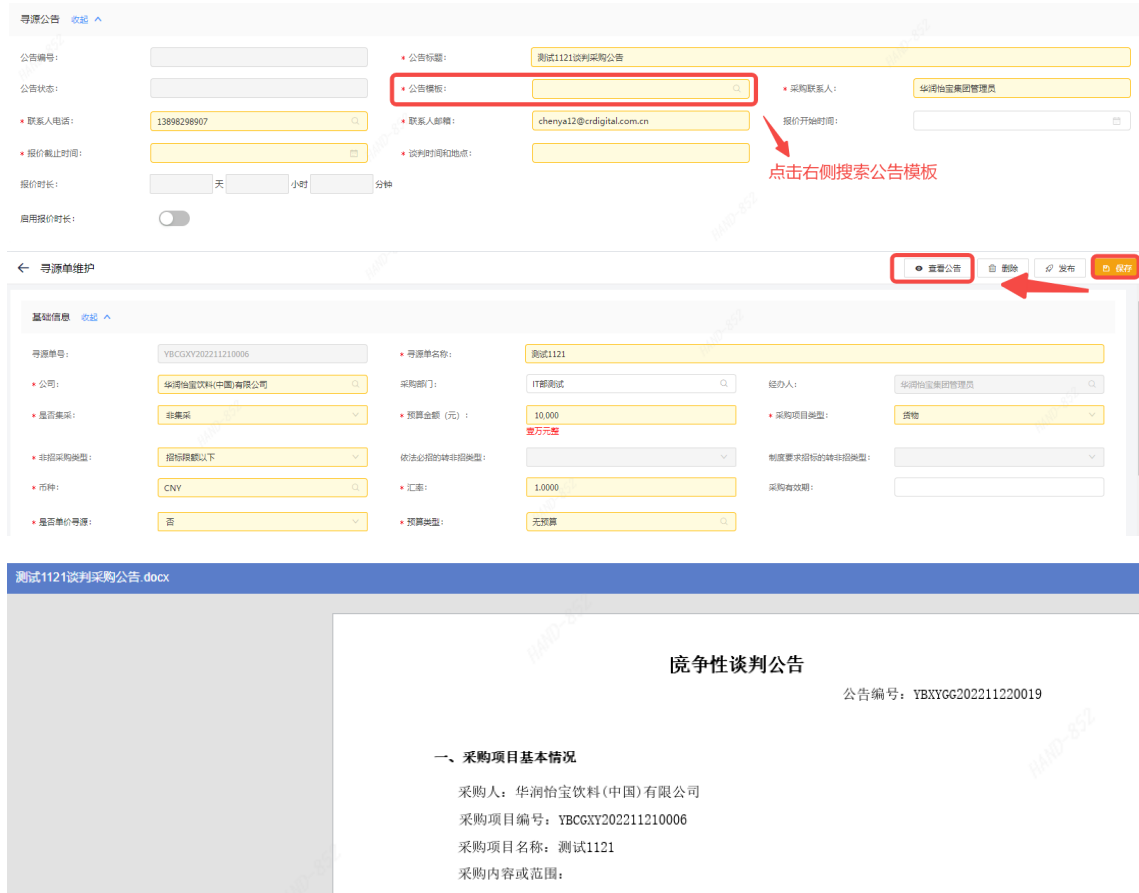 寻源公告 收起
公告编号:
* 公告标题: 测试1121谈判采购公告
公告状态:
* 公告模板:
* 采购联系人: 华润怡宝集团管理员
* 联系人电话: 13898298907
* 联系人邮箱: chenya12@crdigital.com.cn
报价开始时间:
* 报价截止时间:
* 谈判时间和地点:
点击右侧搜索公告模板
报价时长: 天 小时 分钟
启用报价时长:
寻源单维护
查看公告 删除 发布 保存
基础信息 收起
寻源单号: YBCGXY202211210006
* 寻源单名称: 测试1121
* 公司: 华润怡宝饮料(中国)有限公司
采购部门: IT部测试
经办人: 华润怡宝集团管理员
* 是否集采: 非集采
* 预算金额（元）: 10,000
壹万元整
* 采购项目类型: 货物
* 非招采购类型: 招标限额以下
依法必招的转非招类型:
制度要求招标的转非招类型:
* 币种: CNY
* 汇率: 1.0000
采购有效期:
* 是否单价寻源: 否
* 预算类型: 无预算
测试1121谈判采购公告.docx
竞争性谈判公告
公告编号：YBXYGG202211220019
一、采购项目基本情况
采购人：华润怡宝饮料(中国)有限公司
采购项目编号：YBCGXY202211210006
采购项目名称：测试1121
采购内容或范围：
HAND-852